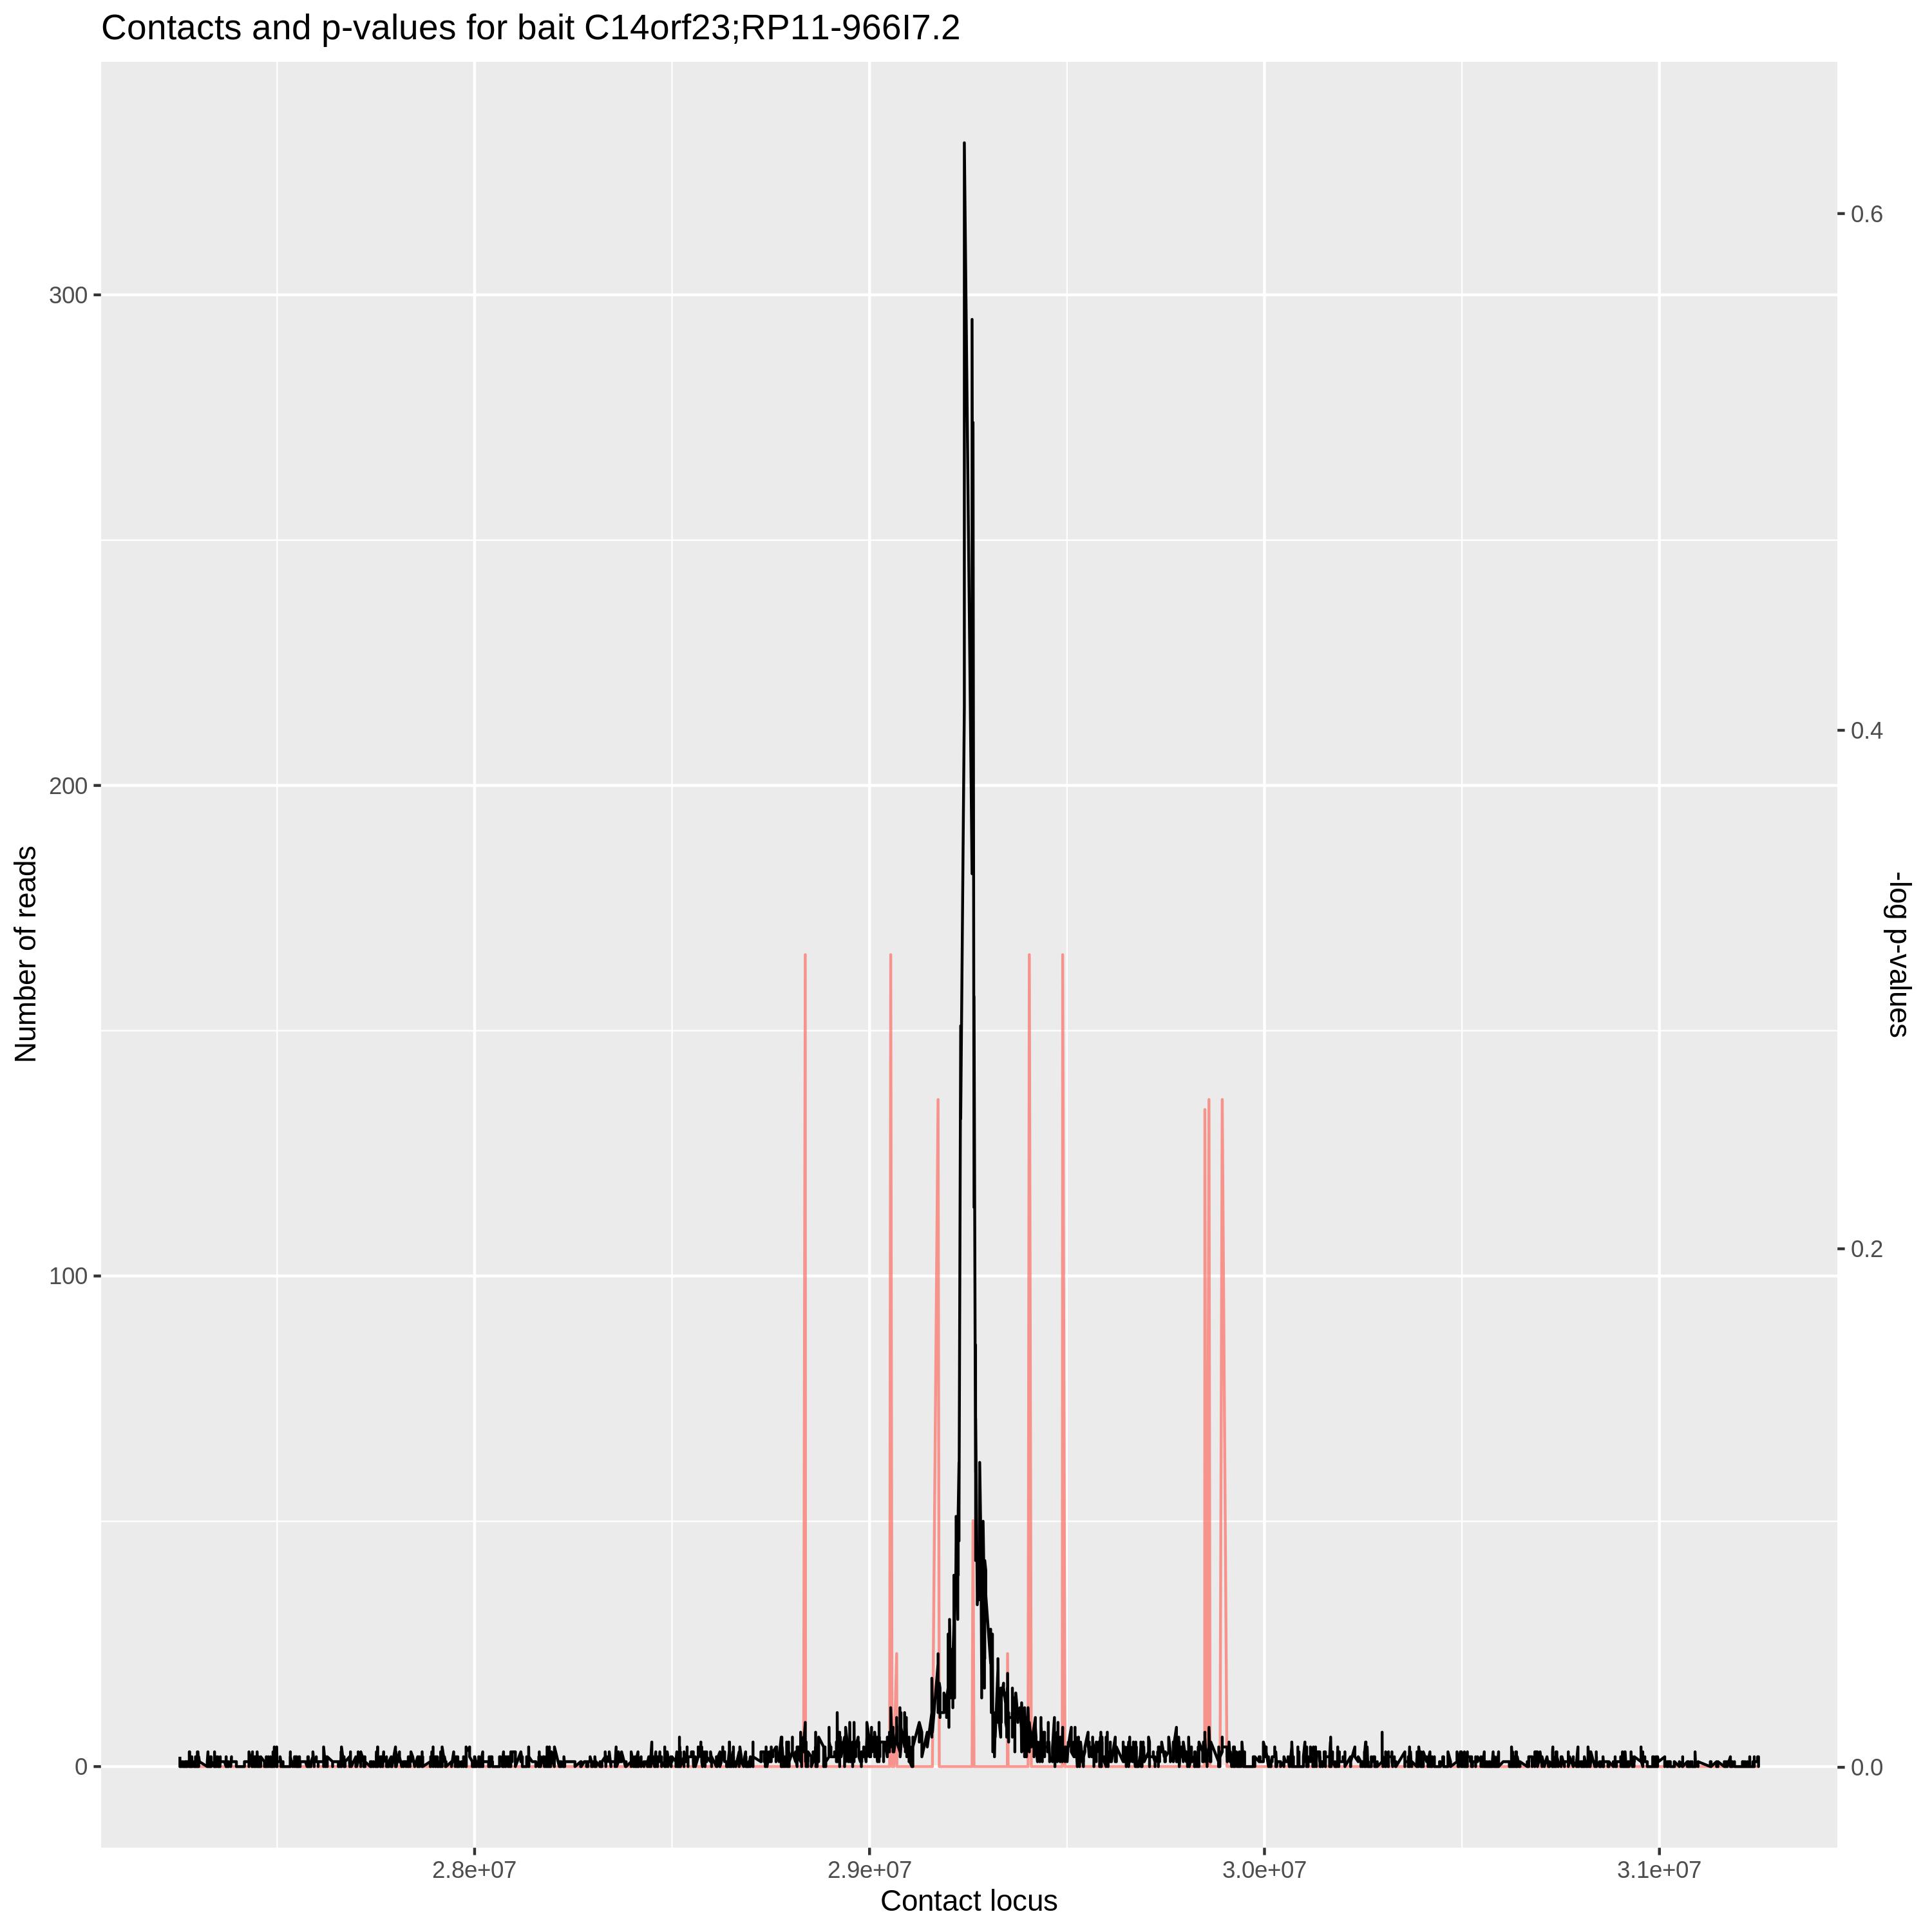 Contacts and p-values for bait C14orf23;RP11-966I7.2
Number of reads
300
200
100
0
0.6
0.4
0.2
0.0
-log p-values
2.8e+07
2.9e+07
3.0e+07
3.1e+07
Contact locus